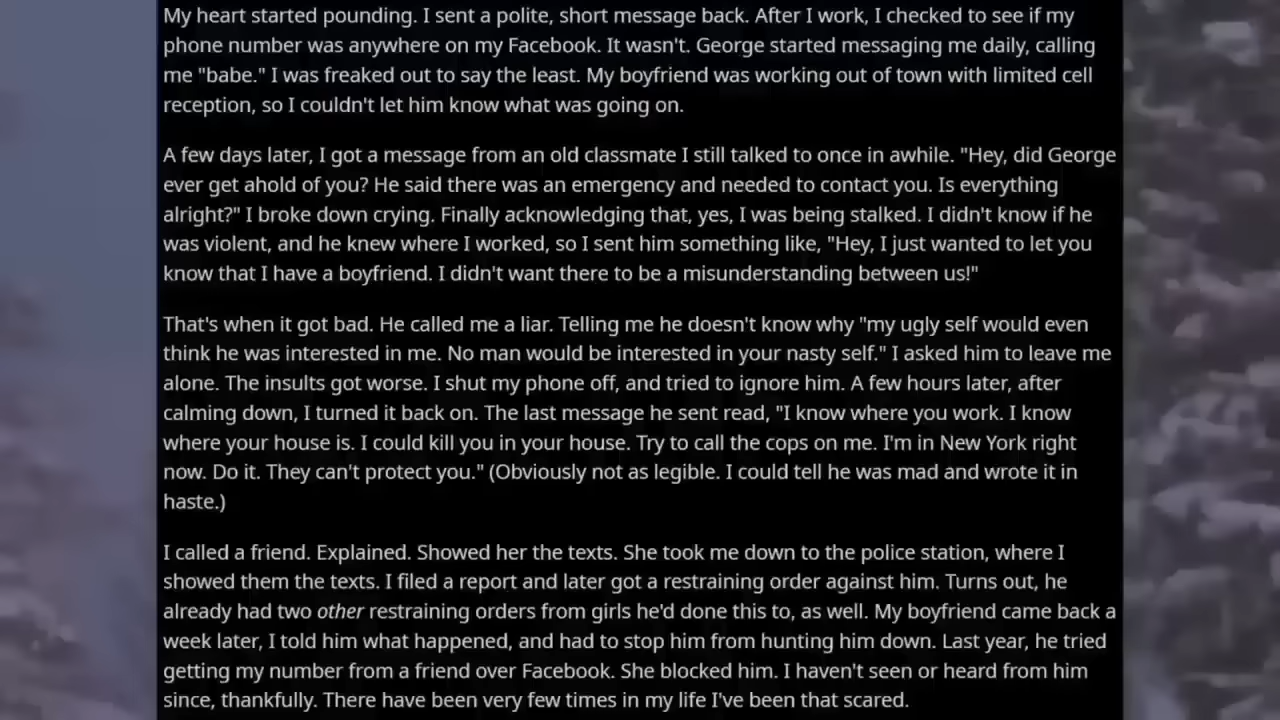 My heart started pounding. I sent a polite, short message back. After I work, I checked to see if my
phone number was anywhere on my Facebook. It wasn't. George started messaging me daily, calling
me "babe." I was freaked out to say the least. My boyfriend was working out of town with limited cell
reception, so I couldn't let him know what was going on.
A few days later, I got a message from an old classmate I still talked to once in awhile. "Hey, did George
ever get ahold of you? He said there was an emergency and needed to contact you. Is everything
alright?" I broke down crying. Finally acknowledging that, yes, I was being stalked. I didn't know if he
was violent, and he knew where I worked, so I sent him something like, "Hey, I just wanted to let you
know that I have a boyfriend. I didn't want there to be a misunderstanding between us!"
That's when it got bad. He called me a liar. Telling me he doesn't know why "my ugly self would even
think he was interested in me. No man would be interested in your nasty self." I asked him to leave me
alone. The insults got worse. I shut my phone off, and tried to ignore him. A few hours later, after
calming down, I turned it back on. The last message he sent read, "I know where you work. I know
where your house is. I could kill you in your house. Try to call the cops on me. I'm in New York right
now. Do it. They can't protect you." (Obviously not as legible. I could tell he was mad and wrote it in
haste.)
I called a friend. Explained. Showed her the texts. She took me down to the police station, where I
showed them the texts. I filed a report and later got a restraining order against him. Turns out, he
already had two other restraining orders from girls he'd done this to, as well. My boyfriend came back a
week later, I told him what happened, and had to stop him from hunting him down. Last year, he tried
getting my number from a friend over Facebook. She blocked him. I haven't seen or heard from him
since, thankfully. There have been very few times in my life I've been that scared.